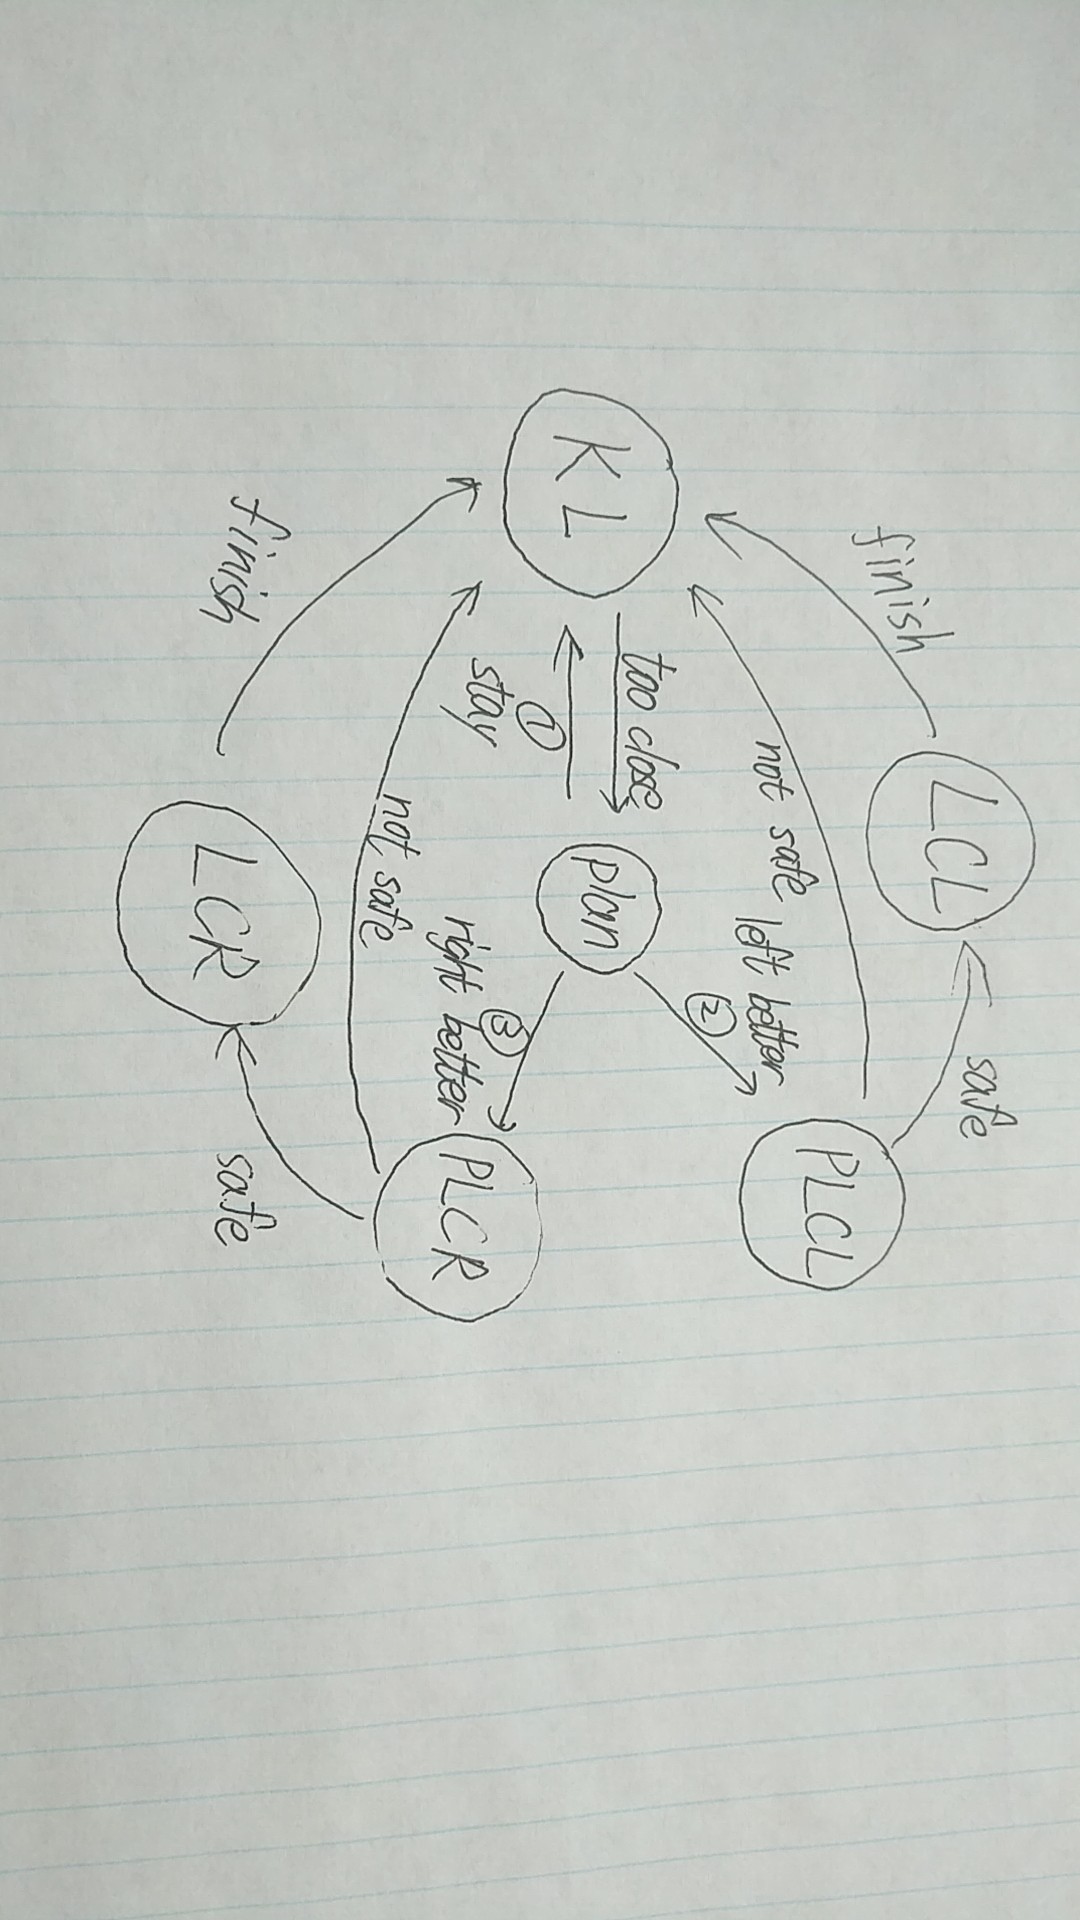 LCL
finish
safe
not safe
left better
②
PLCL
KL
too close
plan
①
stay
③
right better
PLCR
not safe
finish
LCR
safe